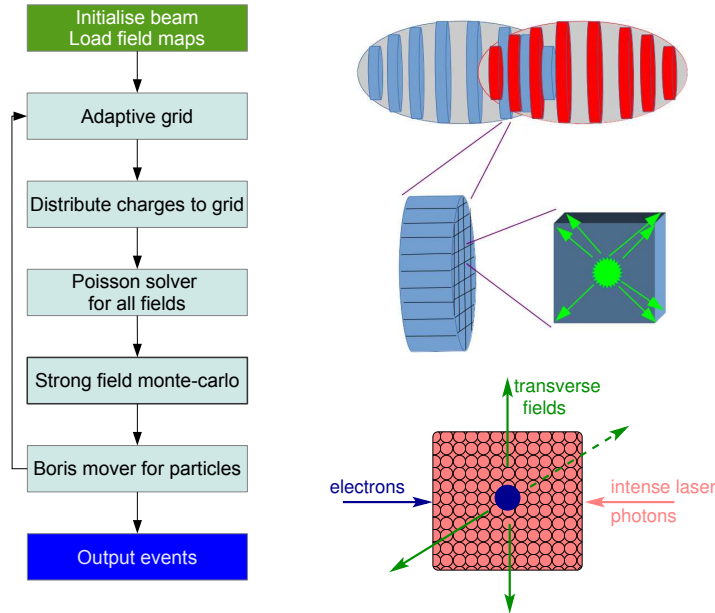 Initialise beam
Load field maps
Adaptive grid
Distribute charges to grid
Poisson solver
for all fields
Strong field monte-carlo
Boris mover for particles
Output events
transverse
fields
electrons
intense laser
photons